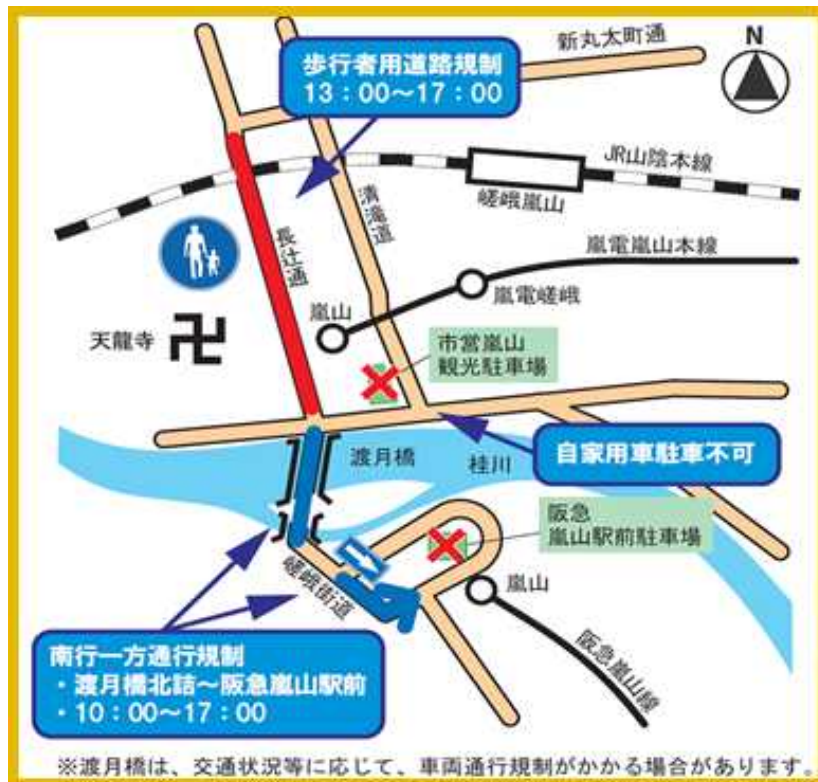 新丸太町通
N
歩行者用道路規制
13：00～17：00
JR山陰本線
嵯峨嵐山
清滝道
長辻通
嵐電嵐山本線
嵐電嵯峨
嵐山
天龍寺
市営嵐山
観光駐車場
渡月橋
桂川
自家用車駐車不可
阪急
嵐山駅前駐車場
嵯峨街道
嵐山
阪急嵐山線
南行一方通行規制
・渡月橋北詰～阪急嵐山駅前
・10：00～17：00
※渡月橋は、交通状況等に応じて、車両通行規制がかかる場合があります。